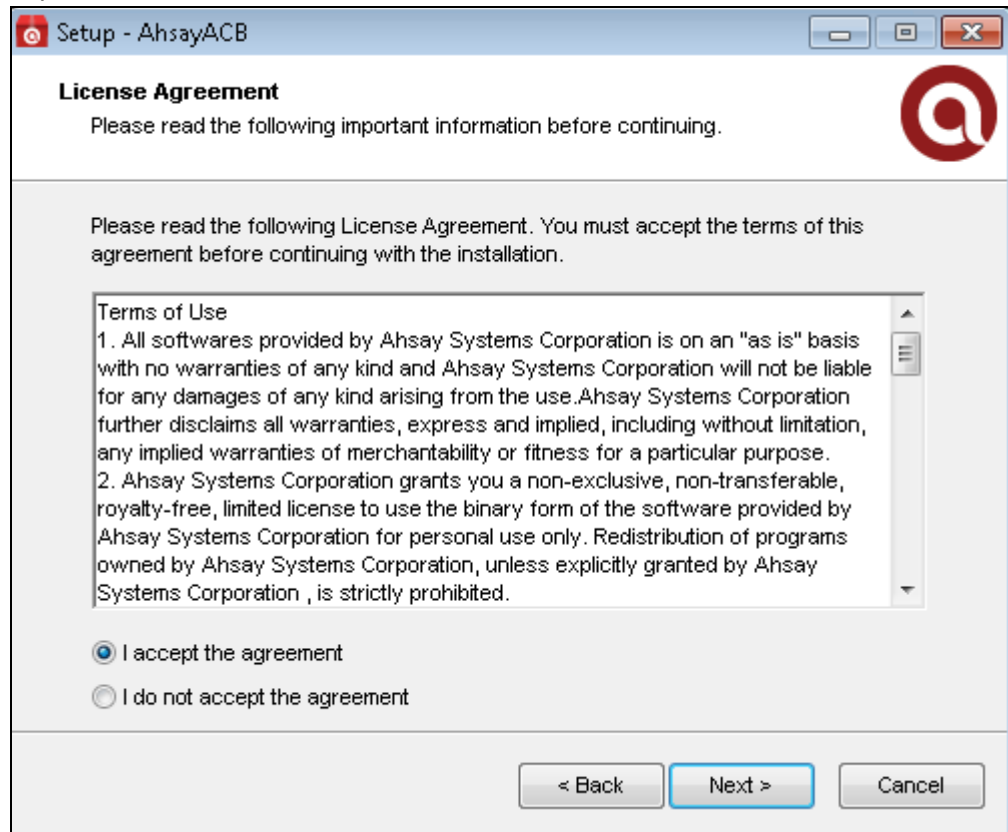 Setup - AhsayACB
License Agreement
Please read the following important information before continuing.
Please read the following License Agreement. You must accept the terms of this
agreement before continuing with the installation.
Terms of Use
1. All softwares provided by Ahsay Systems Corporation is on an "as is" basis
with no warranties of any kind and Ahsay Systems Corporation will not be liable
for any damages of any kind arising from the use.Ahsay Systems Corporation
further disclaims all warranties, express and implied, including without limitation,
any implied warranties of merchantability or fitness for a particular purpose.
2. Ahsay Systems Corporation grants you a non-exclusive, non-transferable,
royalty-free, limited license to use the binary form of the software provided by
Ahsay Systems Corporation for personal use only. Redistribution of programs
owned by Ahsay Systems Corporation, unless explicitly granted by Ahsay
Systems Corporation , is strictly prohibited.
I accept the agreement
I do not accept the agreement
< Back Next > Cancel